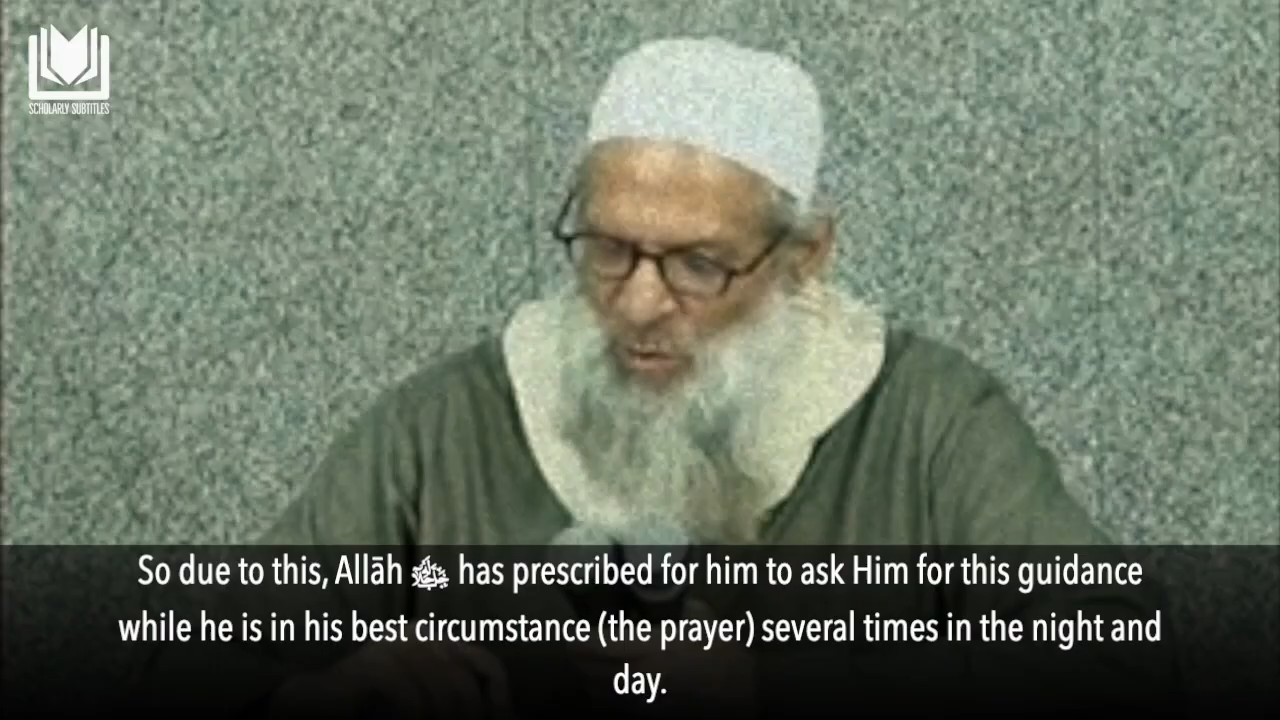 SCHOLARLY SUBTITLES
So due to this, Allāh ﷻ has prescribed for him to ask Him for this guidance
while he is in his best circumstance (the prayer) several times in the night and
day.